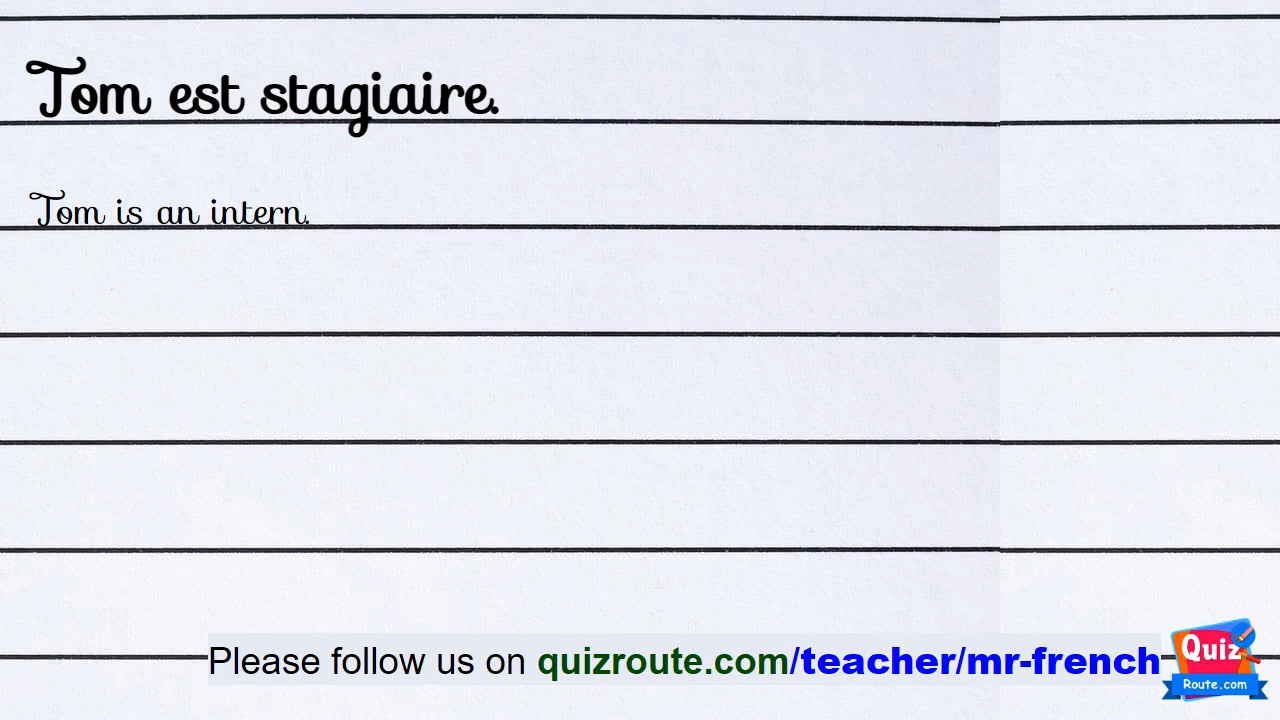 Tom est stagiaire.
Tom is an intern.
Please follow us on quizroute.com/teacher/mr-french
Quiz
Route.com